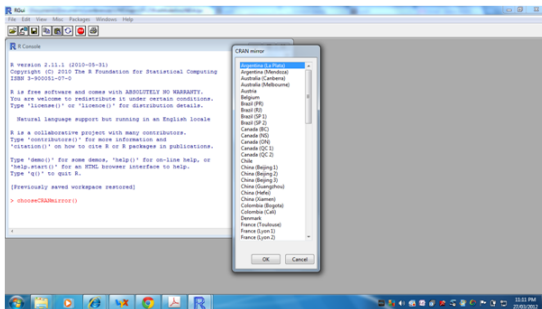 RGui
File Edit View Misc Packages Windows Help
R Console
R version 2.11.1 (2010-05-31)
Copyright (C) 2010 The R Foundation for Statistical Computing
ISBN 3-900051-07-0
R is free software and comes with ABSOLUTELY NO WARRANTY.
You are welcome to redistribute it under certain conditions.
Type 'license()' or 'licence()' for distribution details.
Natural language support but running in an English locale
R is a collaborative project with many contributors.
Type 'contributors()' for more information and
'citation()' on how to cite R or R packages in publications.
Type 'demo()' for some demos, 'help()' for on-line help, or
'help.start()' for an HTML browser interface to help.
Type 'q()' to quit R.
[Previously saved workspace restored]
> chooseCRANmirror()
CRAN mirror
Argentina (La Plata)
Argentina (Mendoza)
Australia (Canberra)
Australia (Melbourne)
Austria
Belgium
Brazil (PR)
Brazil (RJ)
Brazil (SP 1)
Brazil (SP 2)
Canada (BC)
Canada (NS)
Canada (ON)
Canada (QC 1)
Canada (QC 2)
Chile
China (Beijing 1)
China (Beijing 2)
China (Beijing 3)
China (Guangzhou)
China (Hefei)
China (Xiamen)
Colombia (Bogota)
Colombia (Cali)
Denmark
France (Toulouse)
France (Lyon 1)
France (Lyon 2)
OK Cancel
27/03/2012